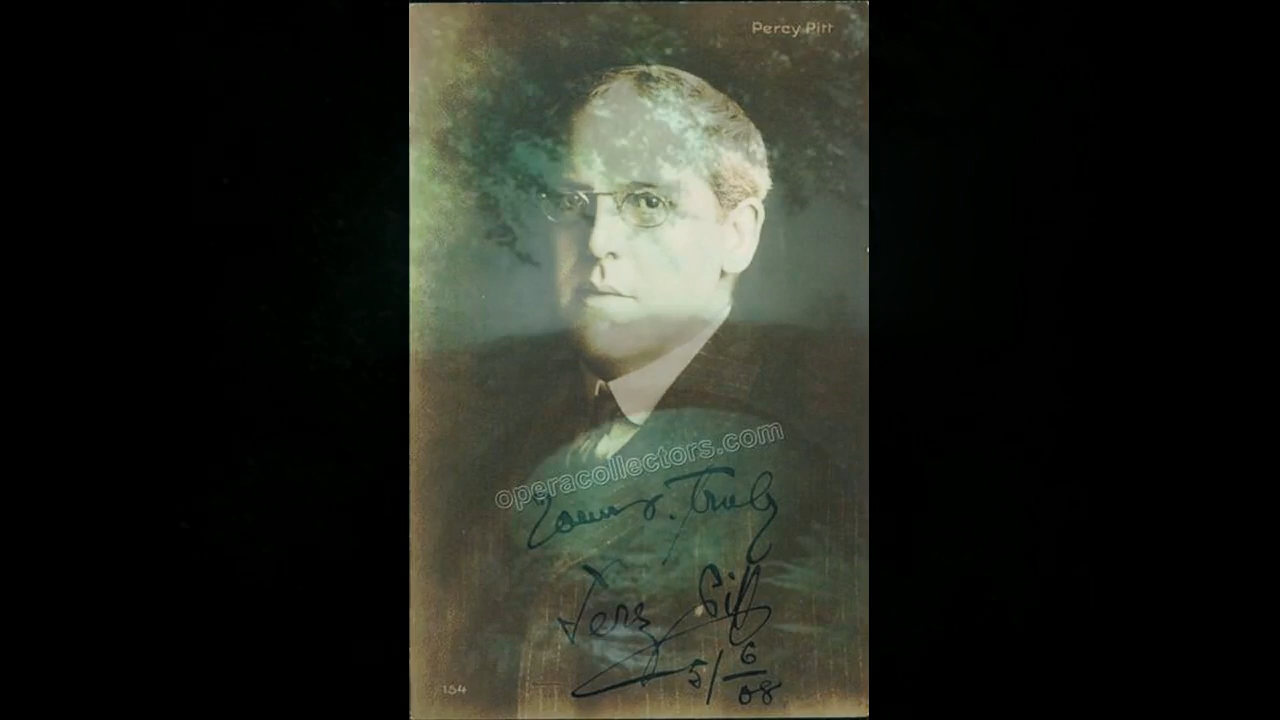 Percy Pitt
operacollectors.com
Yours Truly
Percy Pitt
5/6/08
154